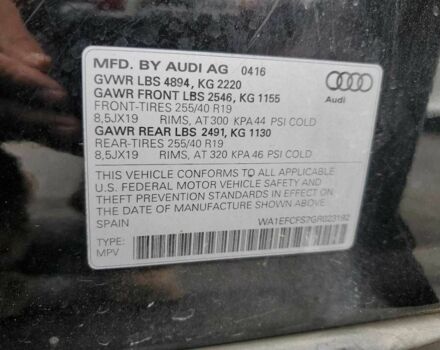 MFD. BY AUDI AG 0416
GVWR LBS 4894, KG 2220
GAWR FRONT LBS 2546, KG 1155
FRONT-TIRES 255/40 R19
8,5JX19 RIMS, AT 300 KPA 44 PSI COLD
GAWR REAR LBS 2491, KG 1130
REAR-TIRES 255/40 R19
8,5JX19 RIMS, AT 320 KPA 46 PSI COLD
Audi
THIS VEHICLE CONFORMS TO ALL APPLICABLE
U.S. FEDERAL MOTOR VEHICLE SAFETY AND
THEFT PREVENTION STANDARDS IN EFFECT ON
THE DATE OF MANUFACTURE SHOWN ABOVE.
SPAIN WA1EFCFS7GR023192
TYPE:
MPV